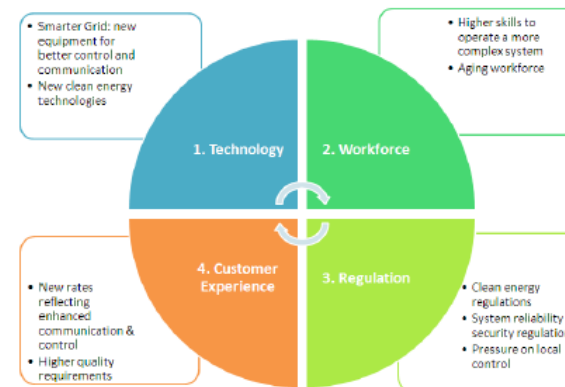 • Smarter Grid: new
equipment for
better control and
communication
• New clean energy
technologies
• Higher skills to
operate a more
complex system
• Aging workforce
1. Technology
2. Workforce
4. Customer
Experience
3. Regulation
• New rates
reflecting
enhanced
communication &
control
• Higher quality
requirements
• Clean energy
regulations
• System reliability
security regulatio
• Pressure on local
control